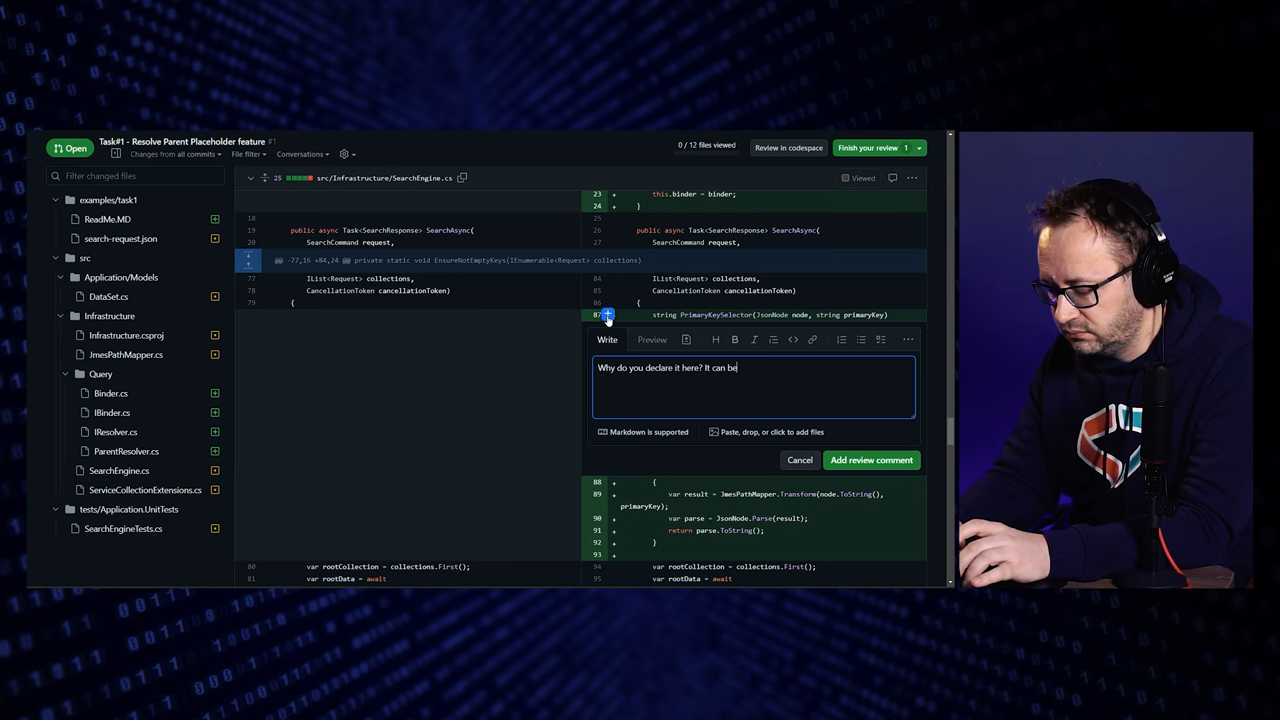 Open
Task#1 - Resolve Parent Placeholder feature #1
Changes from all commits
File filter
Conversations
0 / 12 files viewed
Review in codespace
Finish your review 1
Filter changed files
examples/task1
ReadMe.MD
search-request.json
src
Application/Models
DataSet.cs
Infrastructure
Infrastructure.csproj
JmesPathMapper.cs
Query
Binder.cs
IBinder.cs
IResolver.cs
ParentResolver.cs
SearchEngine.cs
ServiceCollectionExtensions.cs
tests/Application.UnitTests
SearchEngineTests.cs
25 src/Infrastructure/SearchEngine.cs
Viewed
23 + this.binder = binder;
24 + }
18 25
19 public async Task<SearchResponse> SearchAsync( 26 public async Task<SearchResponse> SearchAsync(
20 SearchCommand request, 27 SearchCommand request,
@@ -77,16 +84,24 @@ private static void EnsureNotEmptyKeys(IEnumerable<Request> collections)
77 IList<Request> collections, 84 IList<Request> collections,
78 CancellationToken cancellationToken) 85 CancellationToken cancellationToken)
79 { 86 {
87 string PrimaryKeySelector(JsonNode node, string primaryKey)
Write Preview
Why do you declare it here? It can be
Markdown is supported
Paste, drop, or click to add files
Cancel
Add review comment
88 + {
89 + var result = JmesPathMapper.Transform(node.ToString(),
primaryKey);
90 + var parse = JsonNode.Parse(result);
91 + return parse.ToString();
92 + }
93 +
80 var rootCollection = collections.First(); 94 var rootCollection = collections.First();
81 var rootData = await 95 var rootData = await